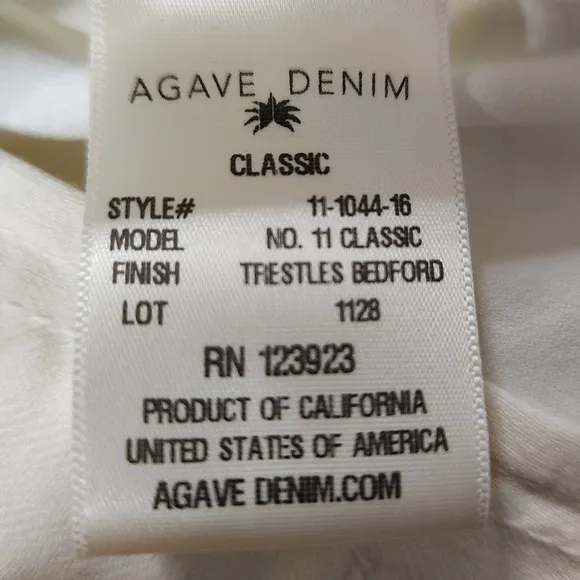 AGAVE DENIM
CLASSIC
STYLE# 11-1044-16
MODEL NO. 11 CLASSIC
FINISH TRESTLES BEDFORD
LOT 1128
RN 123923
PRODUCT OF CALIFORNIA
UNITED STATES OF AMERICA
AGAVE DENIM.COM